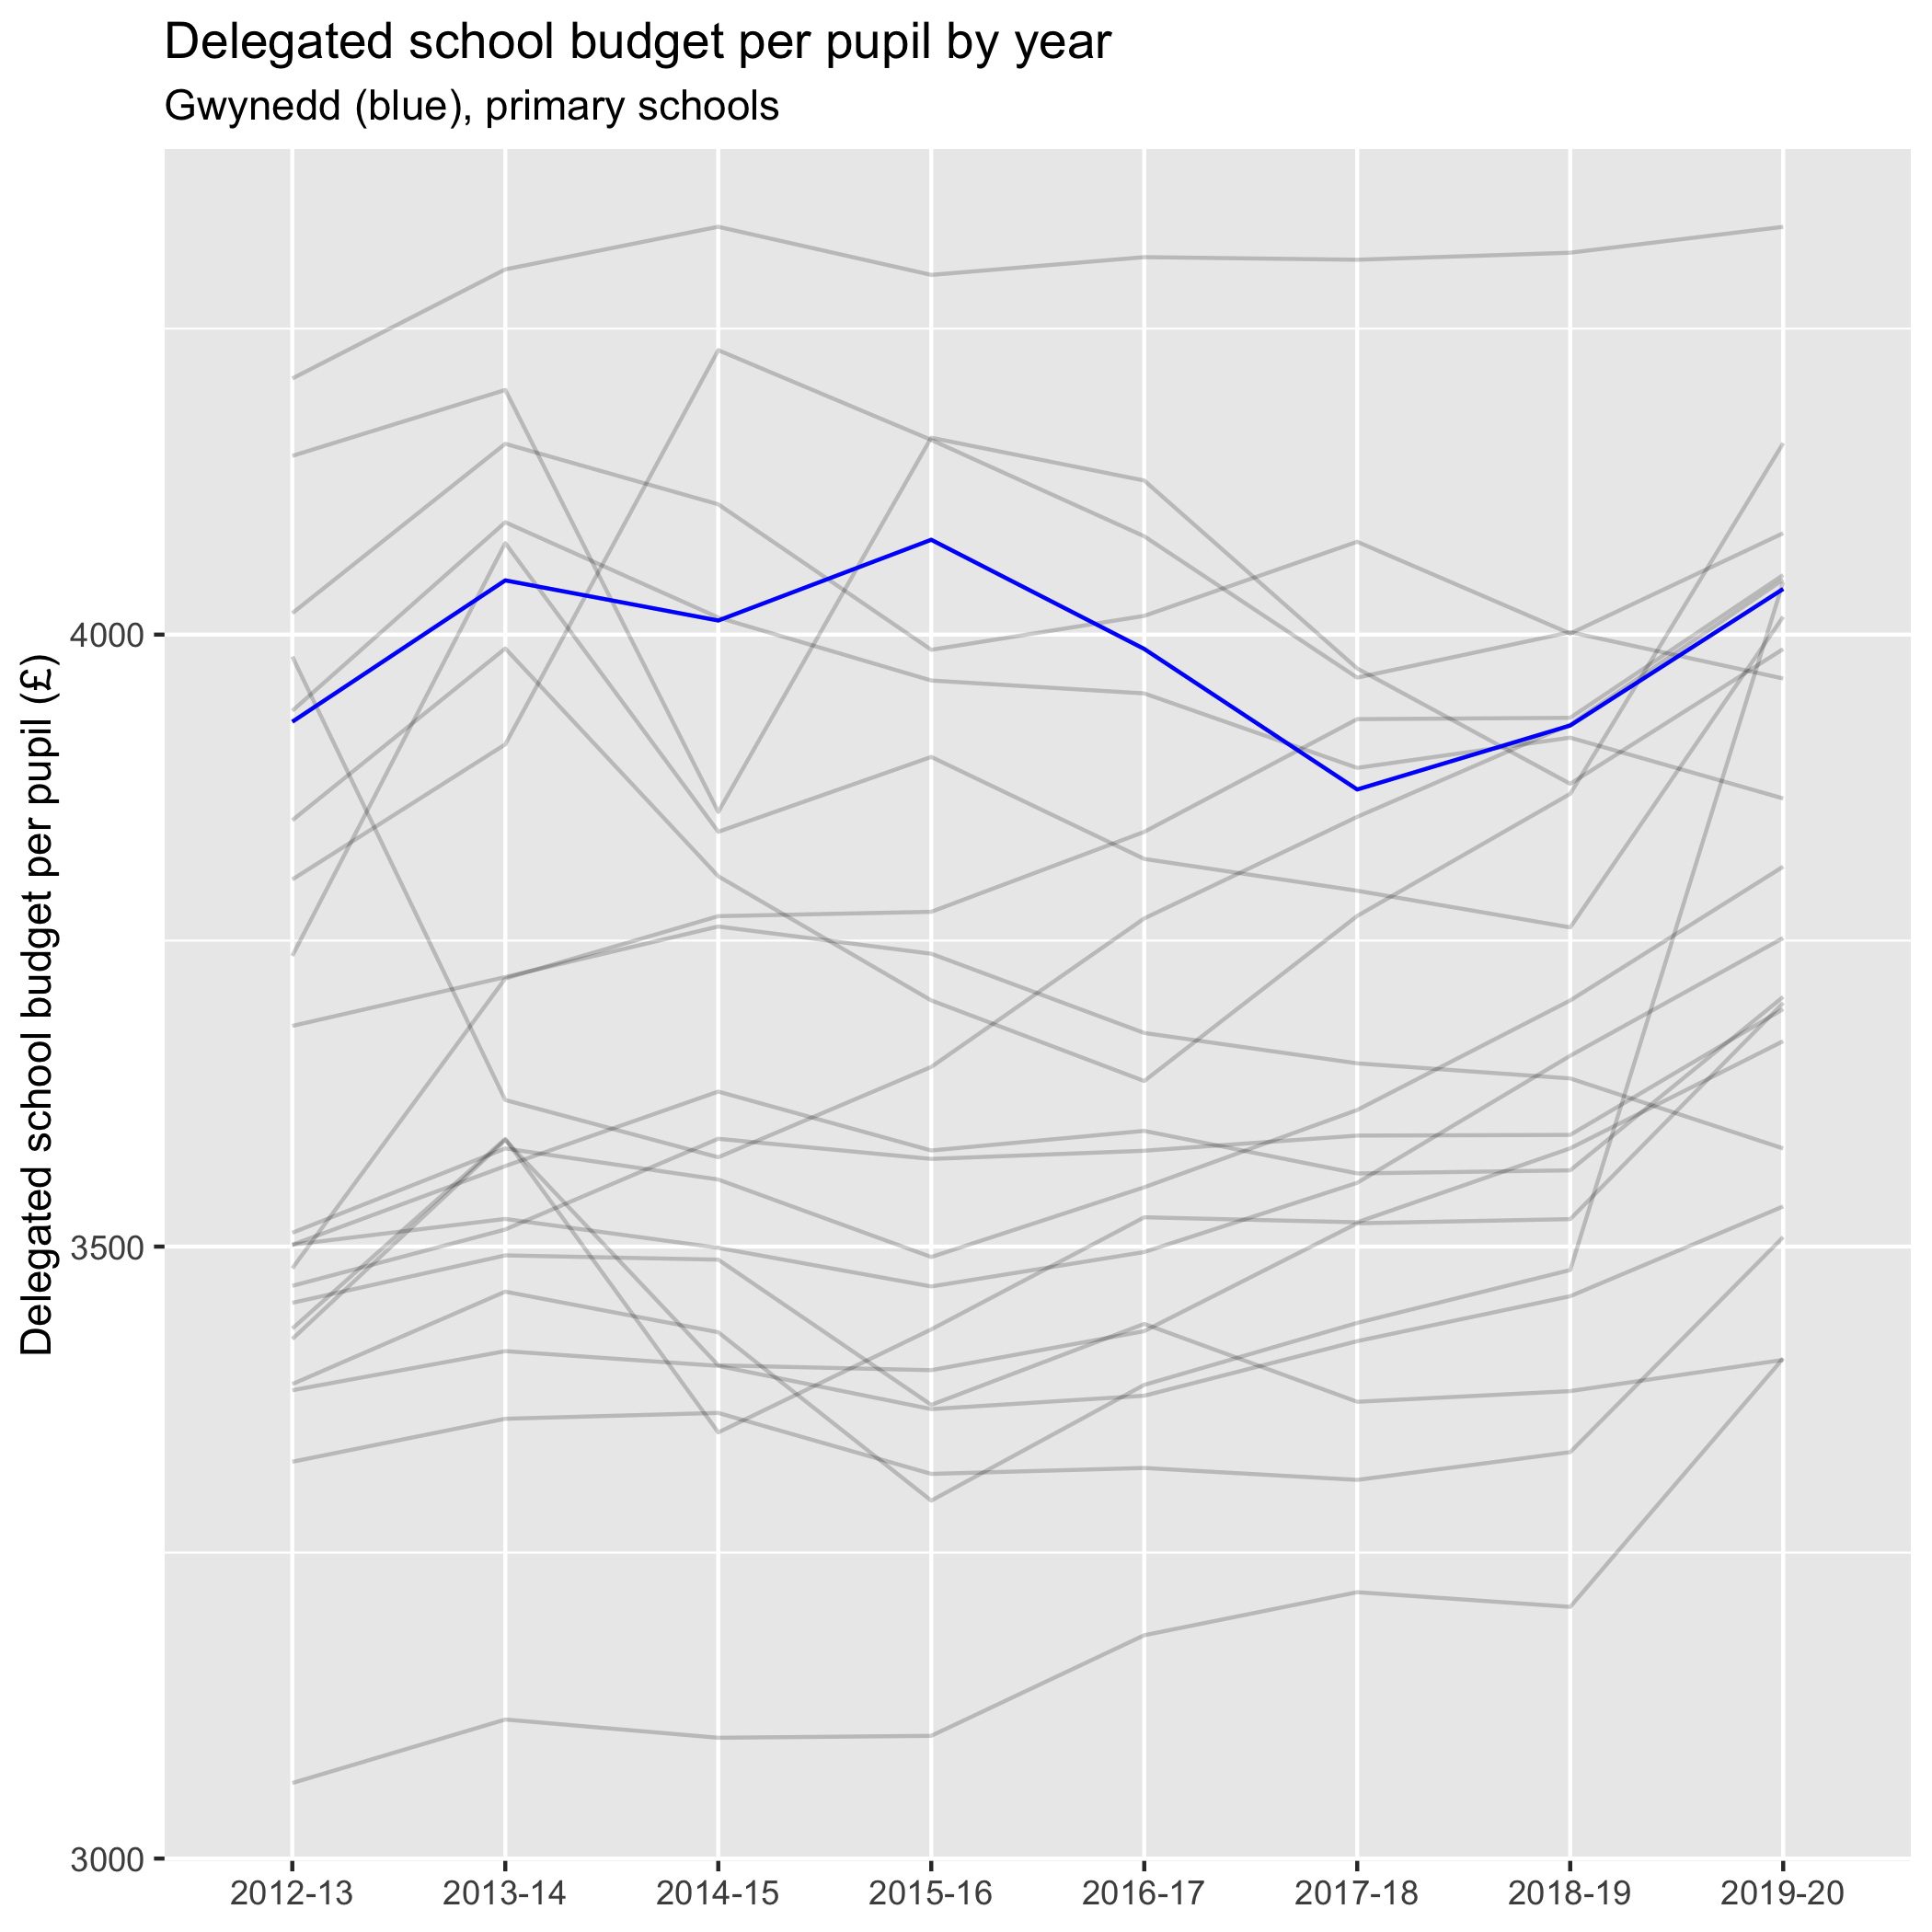 Delegated school budget per pupil by year
Gwynedd (blue), primary schools
Delegated school budget per pupil (£)
4000
3500
3000
2012-13 2013-14 2014-15 2015-16 2016-17 2017-18 2018-19 2019-20